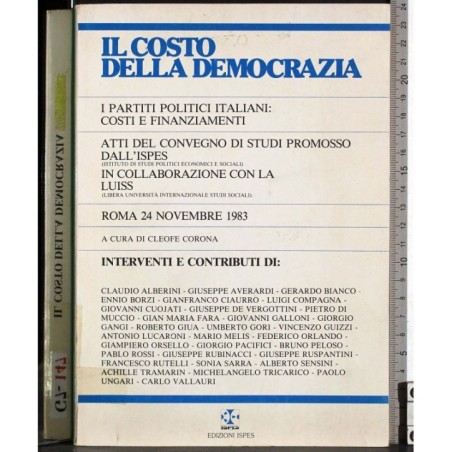 IL COSTO
DELLA DEMOCRAZIA
I PARTITI POLITICI ITALIANI:
COSTI E FINANZIAMENTI
ATTI DEL CONVEGNO DI STUDI PROMOSSO
DALL'ISPES
(ISTITUTO DI STUDI POLITICI ECONOMICI E SOCIALI)
IN COLLABORAZIONE CON LA
LUISS
(LIBERA UNIVERSITÀ INTERNAZIONALE STUDI SOCIALI)
ROMA 24 NOVEMBRE 1983
A CURA DI CLEOFE CORONA
INTERVENTI E CONTRIBUTI DI:
CLAUDIO ALBERINI - GIUSEPPE AVERARDI - GERARDO BIANCO -
ENNIO BORZI - GIANFRANCO CIAURRO - LUIGI COMPAGNA -
GIOVANNI CUOJATI - GIUSEPPE DE VERGOTTINI - PIETRO DI
MUCCIO - GIAN MARIA FARA - GIOVANNI GALLONI - GIORGIO
GANGI - ROBERTO GIUA - UMBERTO GORI - VINCENZO GUIZZI -
ANTONIO LUCARONI - MARIO MELIS - FEDERICO ORLANDO -
GIAMPIERO ORSELLO - GIORGIO PACIFICI - BRUNO PELOSO -
PABLO ROSSI - GIUSEPPE RUBINACCI - GIUSEPPE RUSPANTINI -
FRANCESCO RUTELLI - SONIA SARRA - ALBERTO SENSINI -
ACHILLE TRAMARIN - MICHELANGELO TRICARICO - PAOLO
UNGARI - CARLO VALLAURI
ISPES
EDIZIONI ISPES
IL COSTO DELLA DEMOCRAZIA